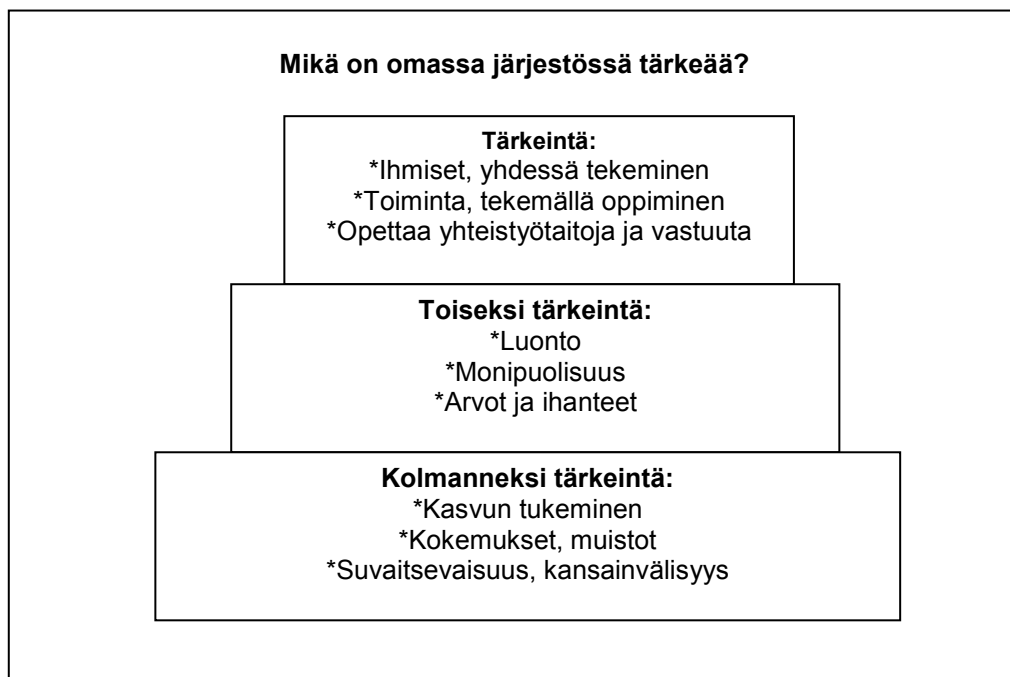 Mikä on omassa järjestössä tärkeää?
Tärkeintä:
*Ihmiset, yhdessä tekeminen
*Toiminta, tekemällä oppiminen
*Opettaa yhteistyötaitoja ja vastuuta
Toiseksi tärkeintä:
*Luonto
*Monipuolisuus
*Arvot ja ihanteet
Kolmanneksi tärkeintä:
*Kasvun tukeminen
*Kokemukset, muistot
*Suvaitsevaisuus, kansainvälisyys